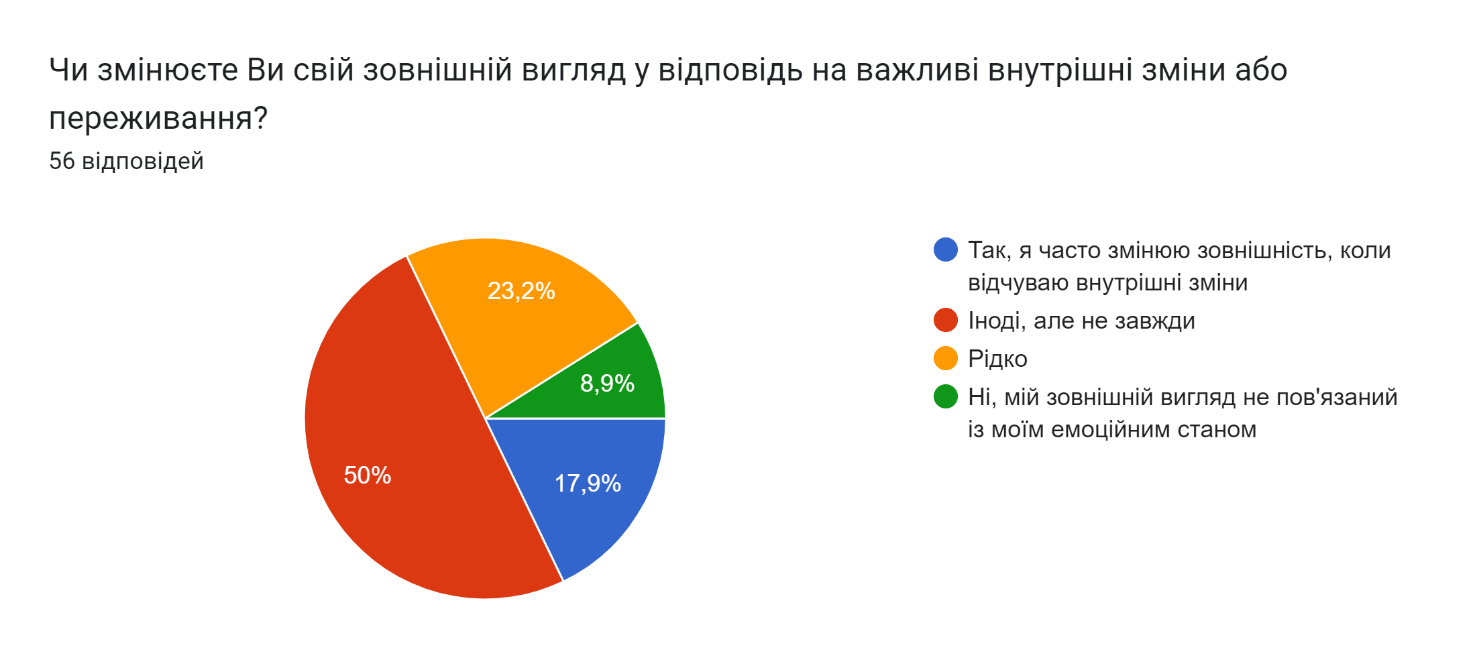 Чи змінюєте Ви свій зовнішній вигляд у відповідь на важливі внутрішні зміни або
переживання?
56 відповідей
Так, я часто змінюю зовнішність, коли
відчуваю внутрішні зміни
Іноді, але не завжди
Рідко
Ні, мій зовнішній вигляд не пов'язаний
із моїм емоційним станом
23,2%
8,9%
50%
17,9%